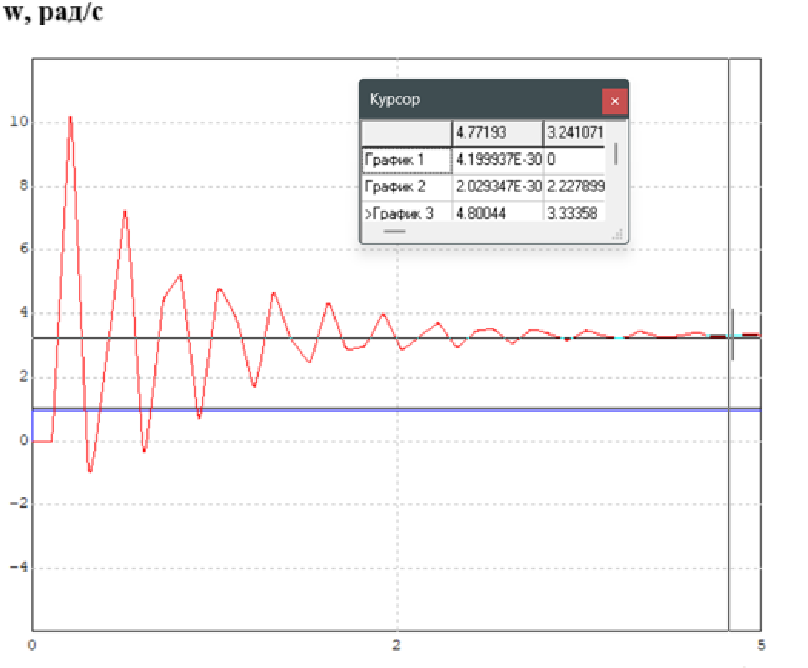 w, рад/с
Курсор ×
4.77193 3.241071
График 1 4.199937E-30 0
График 2 2.029347E-30 2.227899
>График 3 4.80044 3.33358
10
8
6
4
2
0
-2
-4
0 2 5